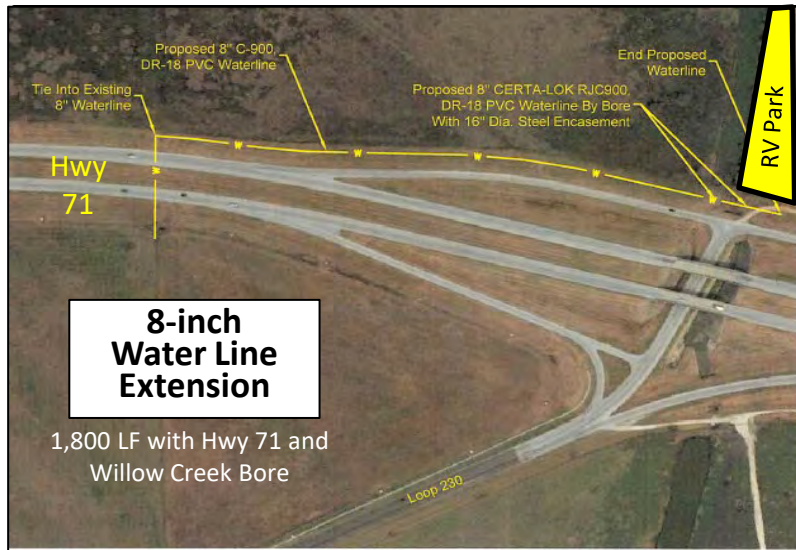 Proposed 8" C-900,
DR-18 PVC Waterline
Tie Into Existing
8" Waterline
End Proposed
Waterline
Proposed 8" CERTA-LOK RJC900,
DR-18 PVC Waterline By Bore
With 16" Dia. Steel Encasement
RV Park
W
W
W
W
W
W
Hwy
71
8-inch
Water Line
Extension
1,800 LF with Hwy 71 and
Willow Creek Bore
Loop 230